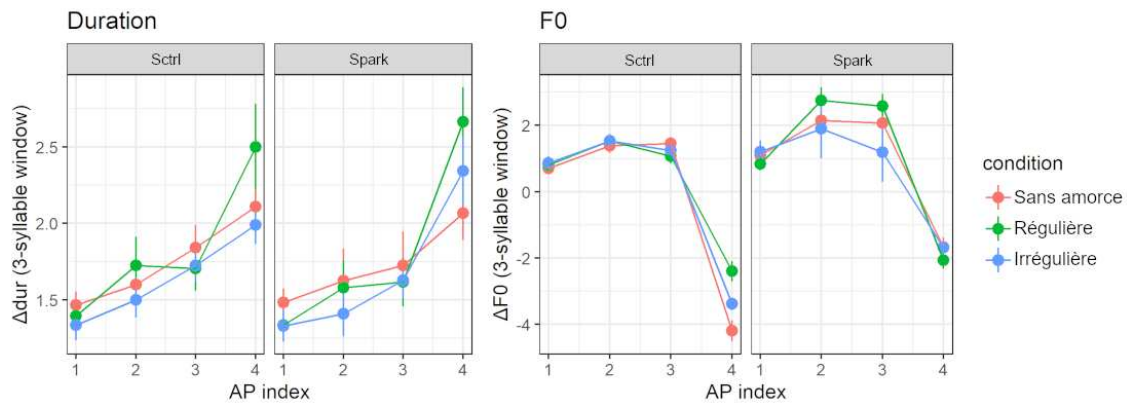 Duration
Sctrl Spark
Δdur (3-syllable window)
2.5
2.0
1.5
1 2 3 4 1 2 3 4
AP index
F0
Sctrl Spark
ΔF0 (3-syllable window)
2
0
-2
-4
1 2 3 4 1 2 3 4
AP index
condition
Sans amorce
Régulière
Irrégulière